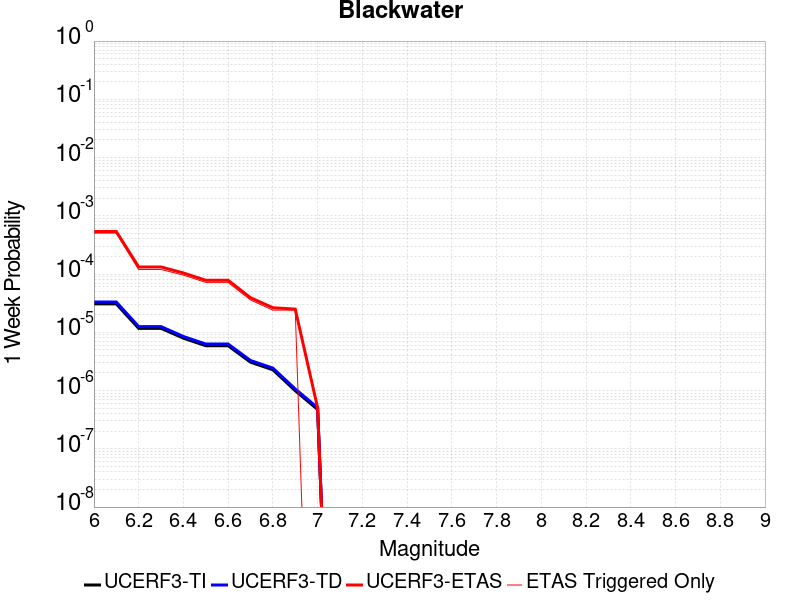 Blackwater
1 Week Probability
10^0
10^-1
10^-2
10^-3
10^-4
10^-5
10^-6
10^-7
10^-8
6 6.2 6.4 6.6 6.8 7 7.2 7.4 7.6 7.8 8 8.2 8.4 8.6 8.8 9
Magnitude
UCERF3-TI UCERF3-TD UCERF3-ETAS ETAS Triggered Only